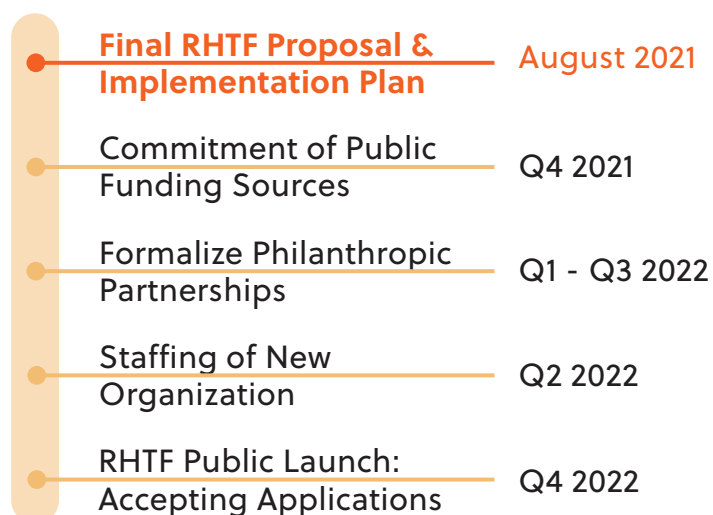 Final RHTF Proposal &
Implementation Plan
August 2021
Commitment of Public
Funding Sources
Q4 2021
Formalize Philanthropic
Partnerships
Q1 - Q3 2022
Staffing of New
Organization
Q2 2022
RHTF Public Launch:
Accepting Applications
Q4 2022